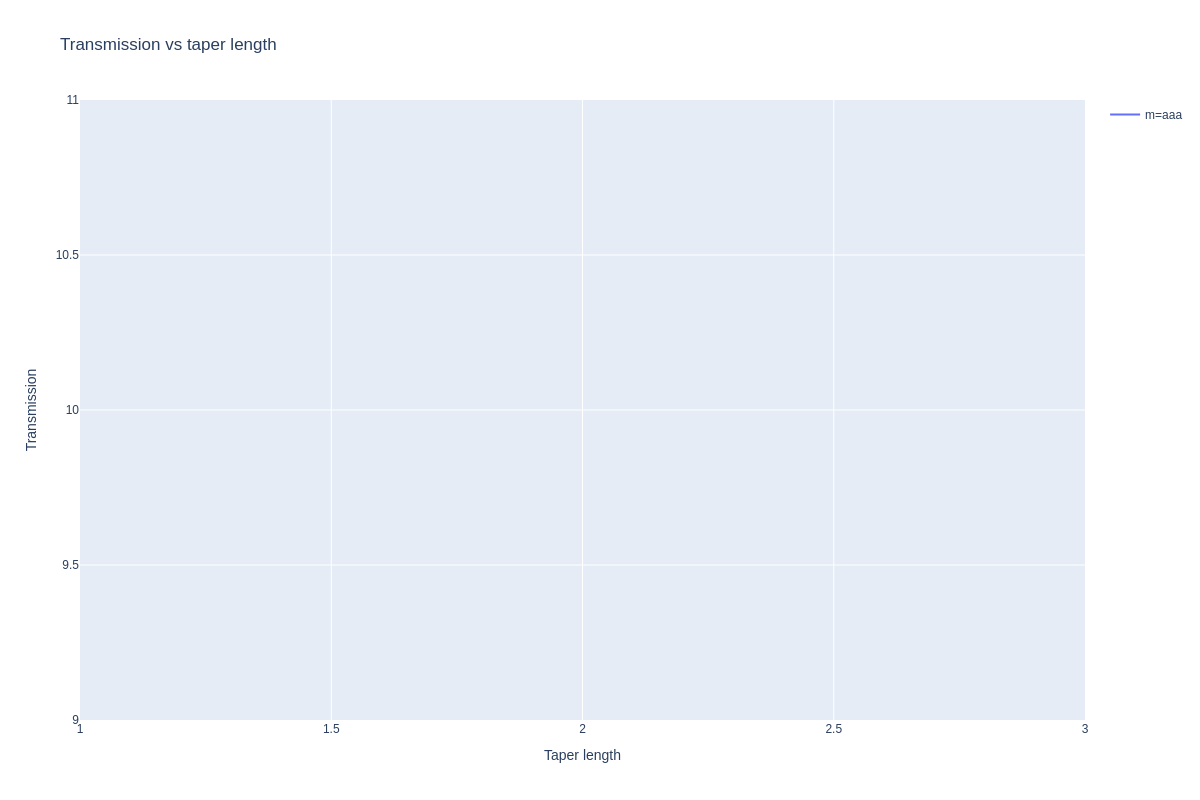 Transmission vs taper length
m=aaa
11
10.5
10
9.5
9
Transmission
1 1.5 2 2.5 3
Taper length